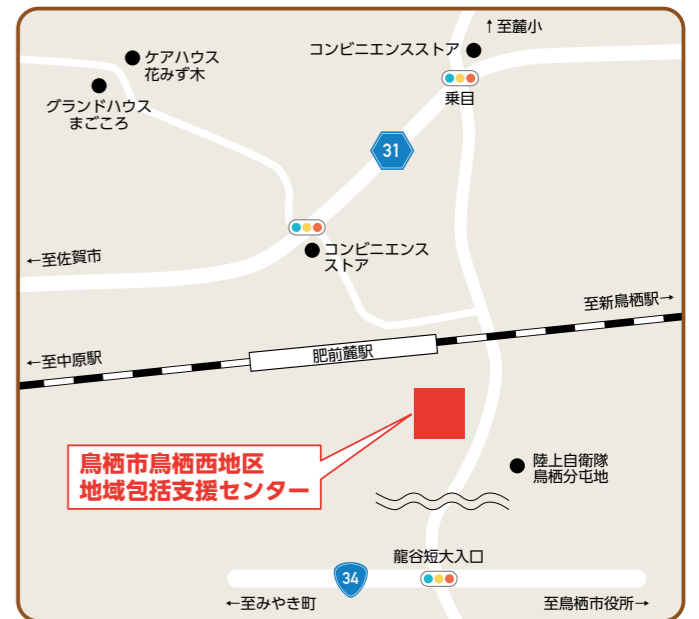 ↑至麓小
コンビニエンスストア
ケアハウス
花みず木
グランドハウス
まごころ
乗目
31
コンビニエンス
ストア
←至佐賀市
至新鳥栖駅→
肥前麓駅
←至中原駅
鳥栖市鳥栖西地区
地域包括支援センター
陸上自衛隊
鳥栖分屯地
龍谷短大入口
34
←至みやき町
至鳥栖市役所→